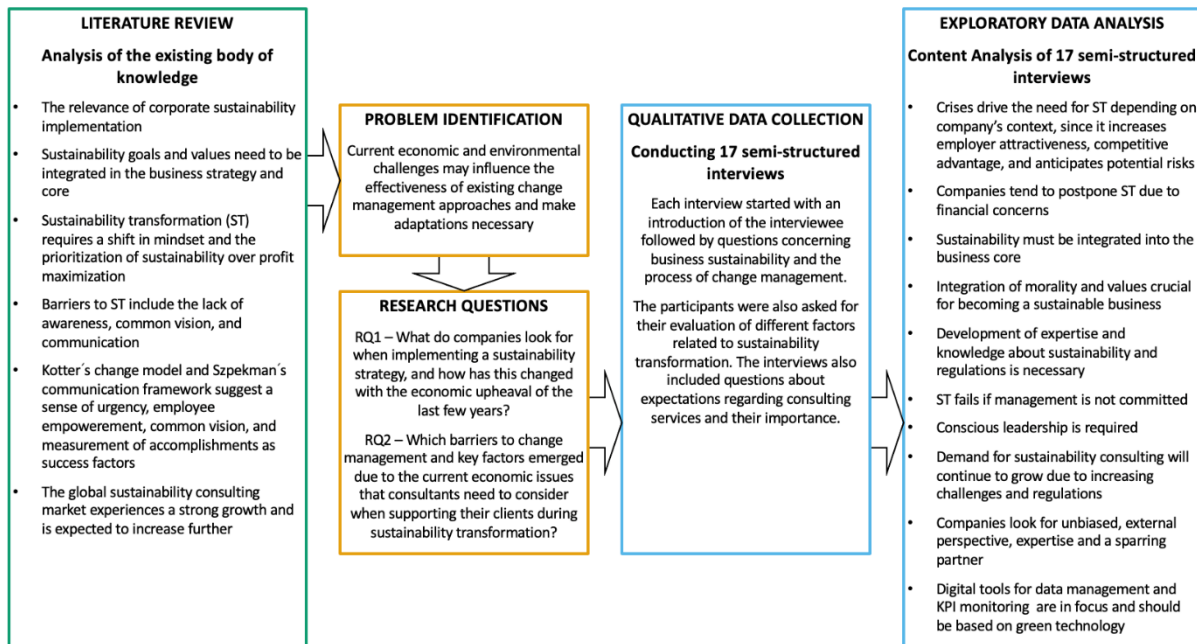 LITERATURE REVIEW
Analysis of the existing body of
knowledge
• The relevance of corporate sustainability
implementation
• Sustainability goals and values need to be
integrated in the business strategy and
core
• Sustainability transformation (ST)
requires a shift in mindset and the
prioritization of sustainability over profit
maximization
• Barriers to ST include the lack of
awareness, common vision, and
communication
• Kotter´s change model and Szpekman´s
communication framework suggest a
sense of urgency, employee
empowerement, common vision, and
measurement of accomplishments as
success factors
• The global sustainability consulting
market experiences a strong growth and
is expected to increase further
PROBLEM IDENTIFICATION
Current economic and environmental
challenges may influence the
effectiveness of existing change
management approaches and make
adaptations necessary
RESEARCH QUESTIONS
RQ1 – What do companies look for
when implementing a sustainability
strategy, and how has this changed
with the economic upheaval of the
last few years?
RQ2 – Which barriers to change
management and key factors emerged
due to the current economic issues
that consultants need to consider
when supporting their clients during
sustainability transformation?
QUALITATIVE DATA COLLECTION
Conducting 17 semi-structured
interviews
Each interview started with an
introduction of the interviewee
followed by questions concerning
business sustainability and the
process of change management.
The participants were also asked for
their evaluation of different factors
related to sustainability
transformation. The interviews also
included questions about
expectations regarding consulting
services and their importance.
EXPLORATORY DATA ANALYSIS
Content Analysis of 17 semi-structured
interviews
• Crises drive the need for ST depending on
company's context, since it increases
employer attractiveness, competitive
advantage, and anticipates potential risks
• Companies tend to postpone ST due to
financial concerns
• Sustainability must be integrated into the
business core
• Integration of morality and values crucial
for becoming a sustainable business
• Development of expertise and
knowledge about sustainability and
regulations is necessary
• ST fails if management is not committed
• Conscious leadership is required
• Demand for sustainability consulting will
continue to grow due to increasing
challenges and regulations
• Companies look for unbiased, external
perspective, expertise and a sparring
partner
• Digital tools for data management and
KPI monitoring are in focus and should
be based on green technology